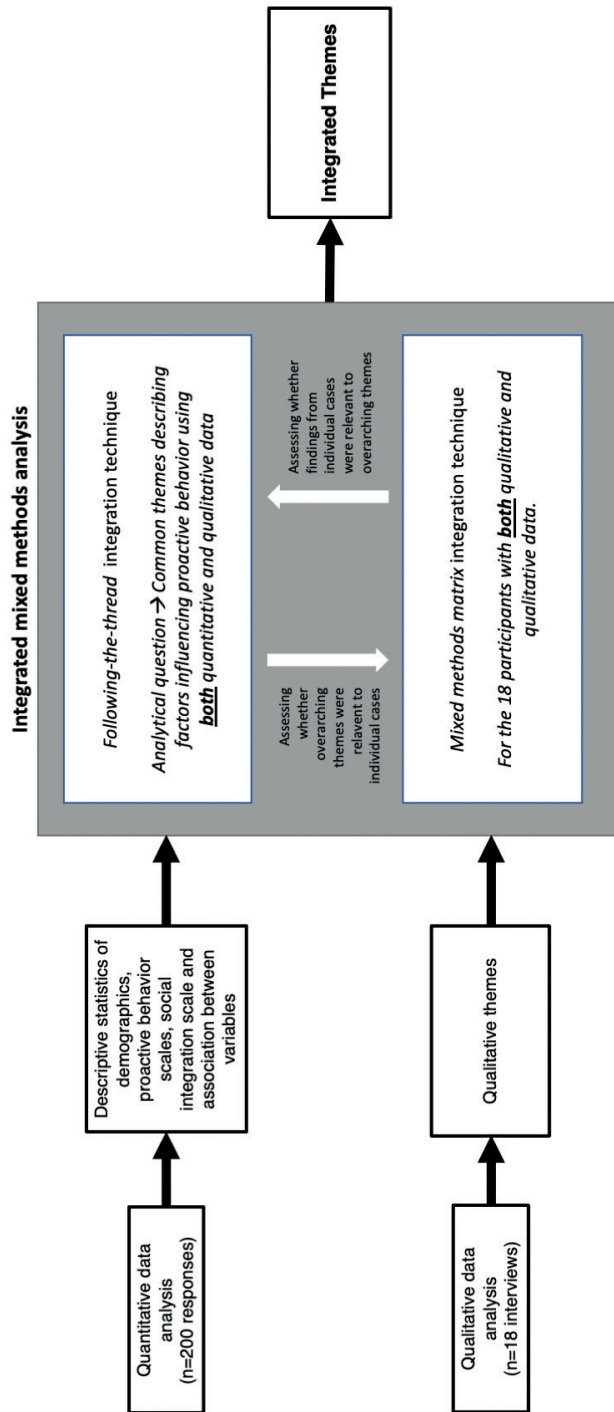 Quantitative data
analysis
(n=200 responses)
Descriptive statistics of
demographics,
proactive behavior
scales, social
integration scale and
association between
variables
Qualitative data
analysis
(n=18 interviews)
Qualitative themes
Integrated mixed methods analysis
Following-the-thread integration technique
Analytical question → Common themes describing
factors influencing proactive behavior using
both quantitative and qualitative data
Assessing
whether
overarching
themes were
relavent to
individual cases
Assessing whether
findings from
individual cases
were relevant to
overarching themes
Mixed methods matrix integration technique
For the 18 participants with both qualitative and
qualitative data.
Integrated Themes